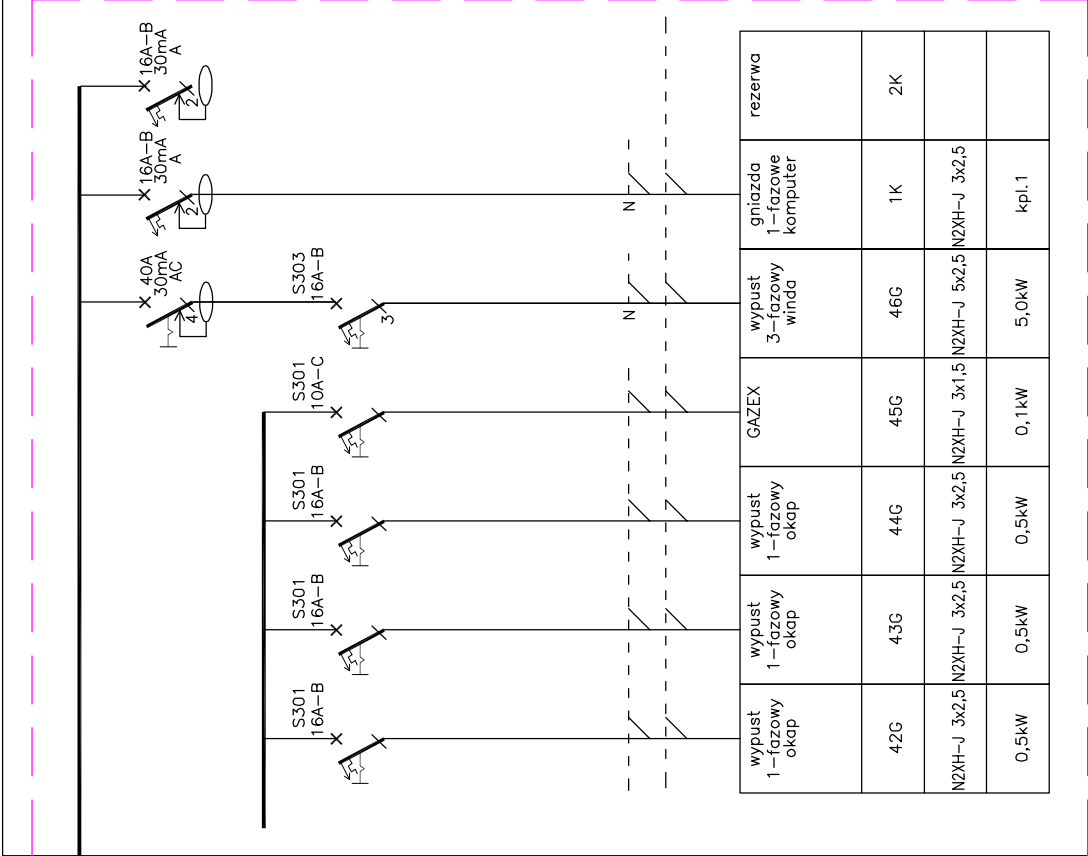 16A-B
30mA
A
2
16A-B
30mA
A
2
40A
30mA
AC
4
S303
16A-B
3
S301
10A-C
S301
16A-B
S301
16A-B
S301
16A-B
N
N
wypust
1-fazowy
okap
42G
N2XH-J 3x2,5
0,5kW
wypust
1-fazowy
okap
43G
N2XH-J 3x2,5
0,5kW
wypust
1-fazowy
okap
44G
N2XH-J 3x2,5
0,5kW
GAZEX
45G
N2XH-J 3x1,5
0,1kW
wypust
3-fazowy
winda
46G
N2XH-J 5x2,5
5,0kW
gniazda
1-fazowe
komputer
1K
N2XH-J 3x2,5
kpl.1
rezerwa
2K